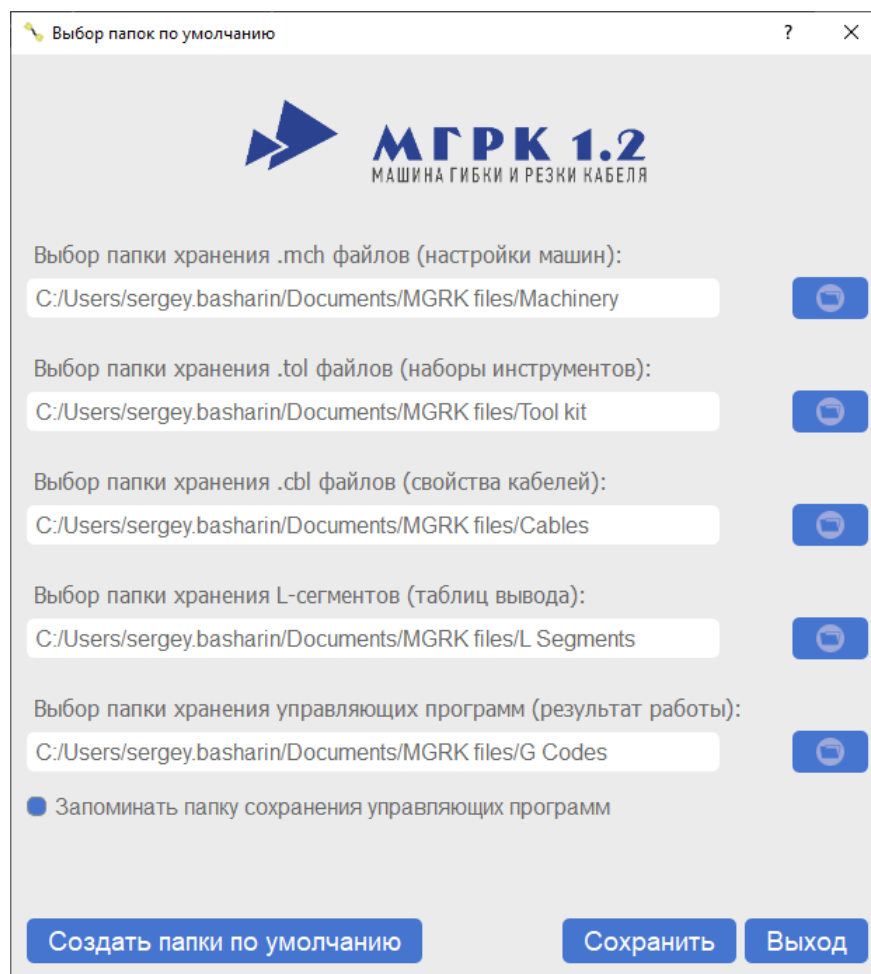 Выбор папок по умолчанию ?
МГРК 1.2
МАШИНА ГИБКИ И РЕЗКИ КАБЕЛЯ
Выбор папки хранения .mch файлов (настройки машин):
C:/Users/sergey.basharin/Documents/MGRK files/Machinery
Выбор папки хранения .tol файлов (наборы инструментов):
C:/Users/sergey.basharin/Documents/MGRK files/Tool kit
Выбор папки хранения .cbl файлов (свойства кабелей):
C:/Users/sergey.basharin/Documents/MGRK files/Cables
Выбор папки хранения L-сегментов (таблиц вывода):
C:/Users/sergey.basharin/Documents/MGRK files/L Segments
Выбор папки хранения управляющих программ (результат работы):
C:/Users/sergey.basharin/Documents/MGRK files/G Codes
Запоминать папку сохранения управляющих программ
Создать папки по умолчанию Сохранить Выход